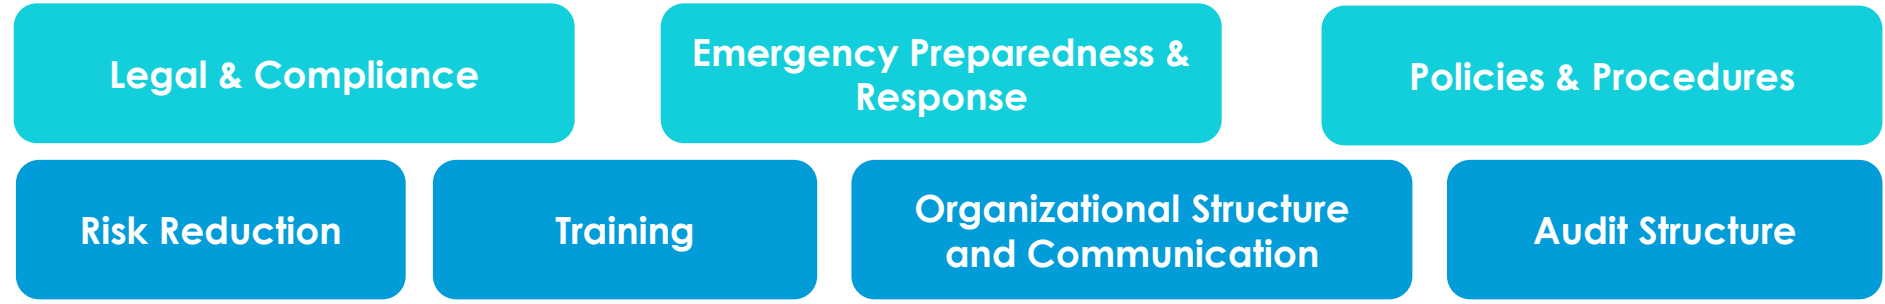 Legal & Compliance
Emergency Preparedness &
Response
Policies & Procedures
Risk Reduction
Training
Organizational Structure
and Communication
Audit Structure